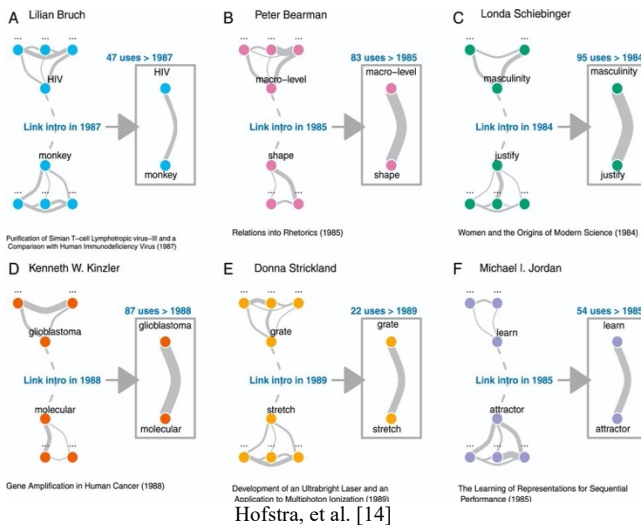 A Lilian Bruch
...
...
...
HIV
Link intro in 1987
monkey
...
...
...
47 uses > 1987
HIV
monkey
Purification of Simian T−cell Lymphotropic virus−III and a
Comparison with Human Immunodeficiency Virus (1987)
B Peter Bearman
...
...
...
macro−level
Link intro in 1985
shape
...
...
83 uses > 1985
macro−level
shape
Relations into Rhetorics (1985)
C Londa Schiebinger
...
...
masculinity
Link intro in 1984
justify
...
...
...
95 uses > 1984
masculinity
justify
Women and the Origins of Modern Science (1984)
D Kenneth W. Kinzler
...
...
glioblastoma
Link intro in 1988
molecular
...
...
87 uses > 1988
glioblastoma
molecular
Gene Amplification in Human Cancer (1988)
E Donna Strickland
...
...
...
grate
Link intro in 1989
stretch
...
...
...
22 uses > 1989
grate
stretch
Development of an Ultrabright Laser and an
Application to Multiphoton Ionization (1989)
F Michael I. Jordan
...
...
learn
Link intro in 1985
attractor
...
...
...
54 uses > 1985
learn
attractor
The Learning of Representations for Sequential
Performance (1985)
Hofstra, et al. [14]